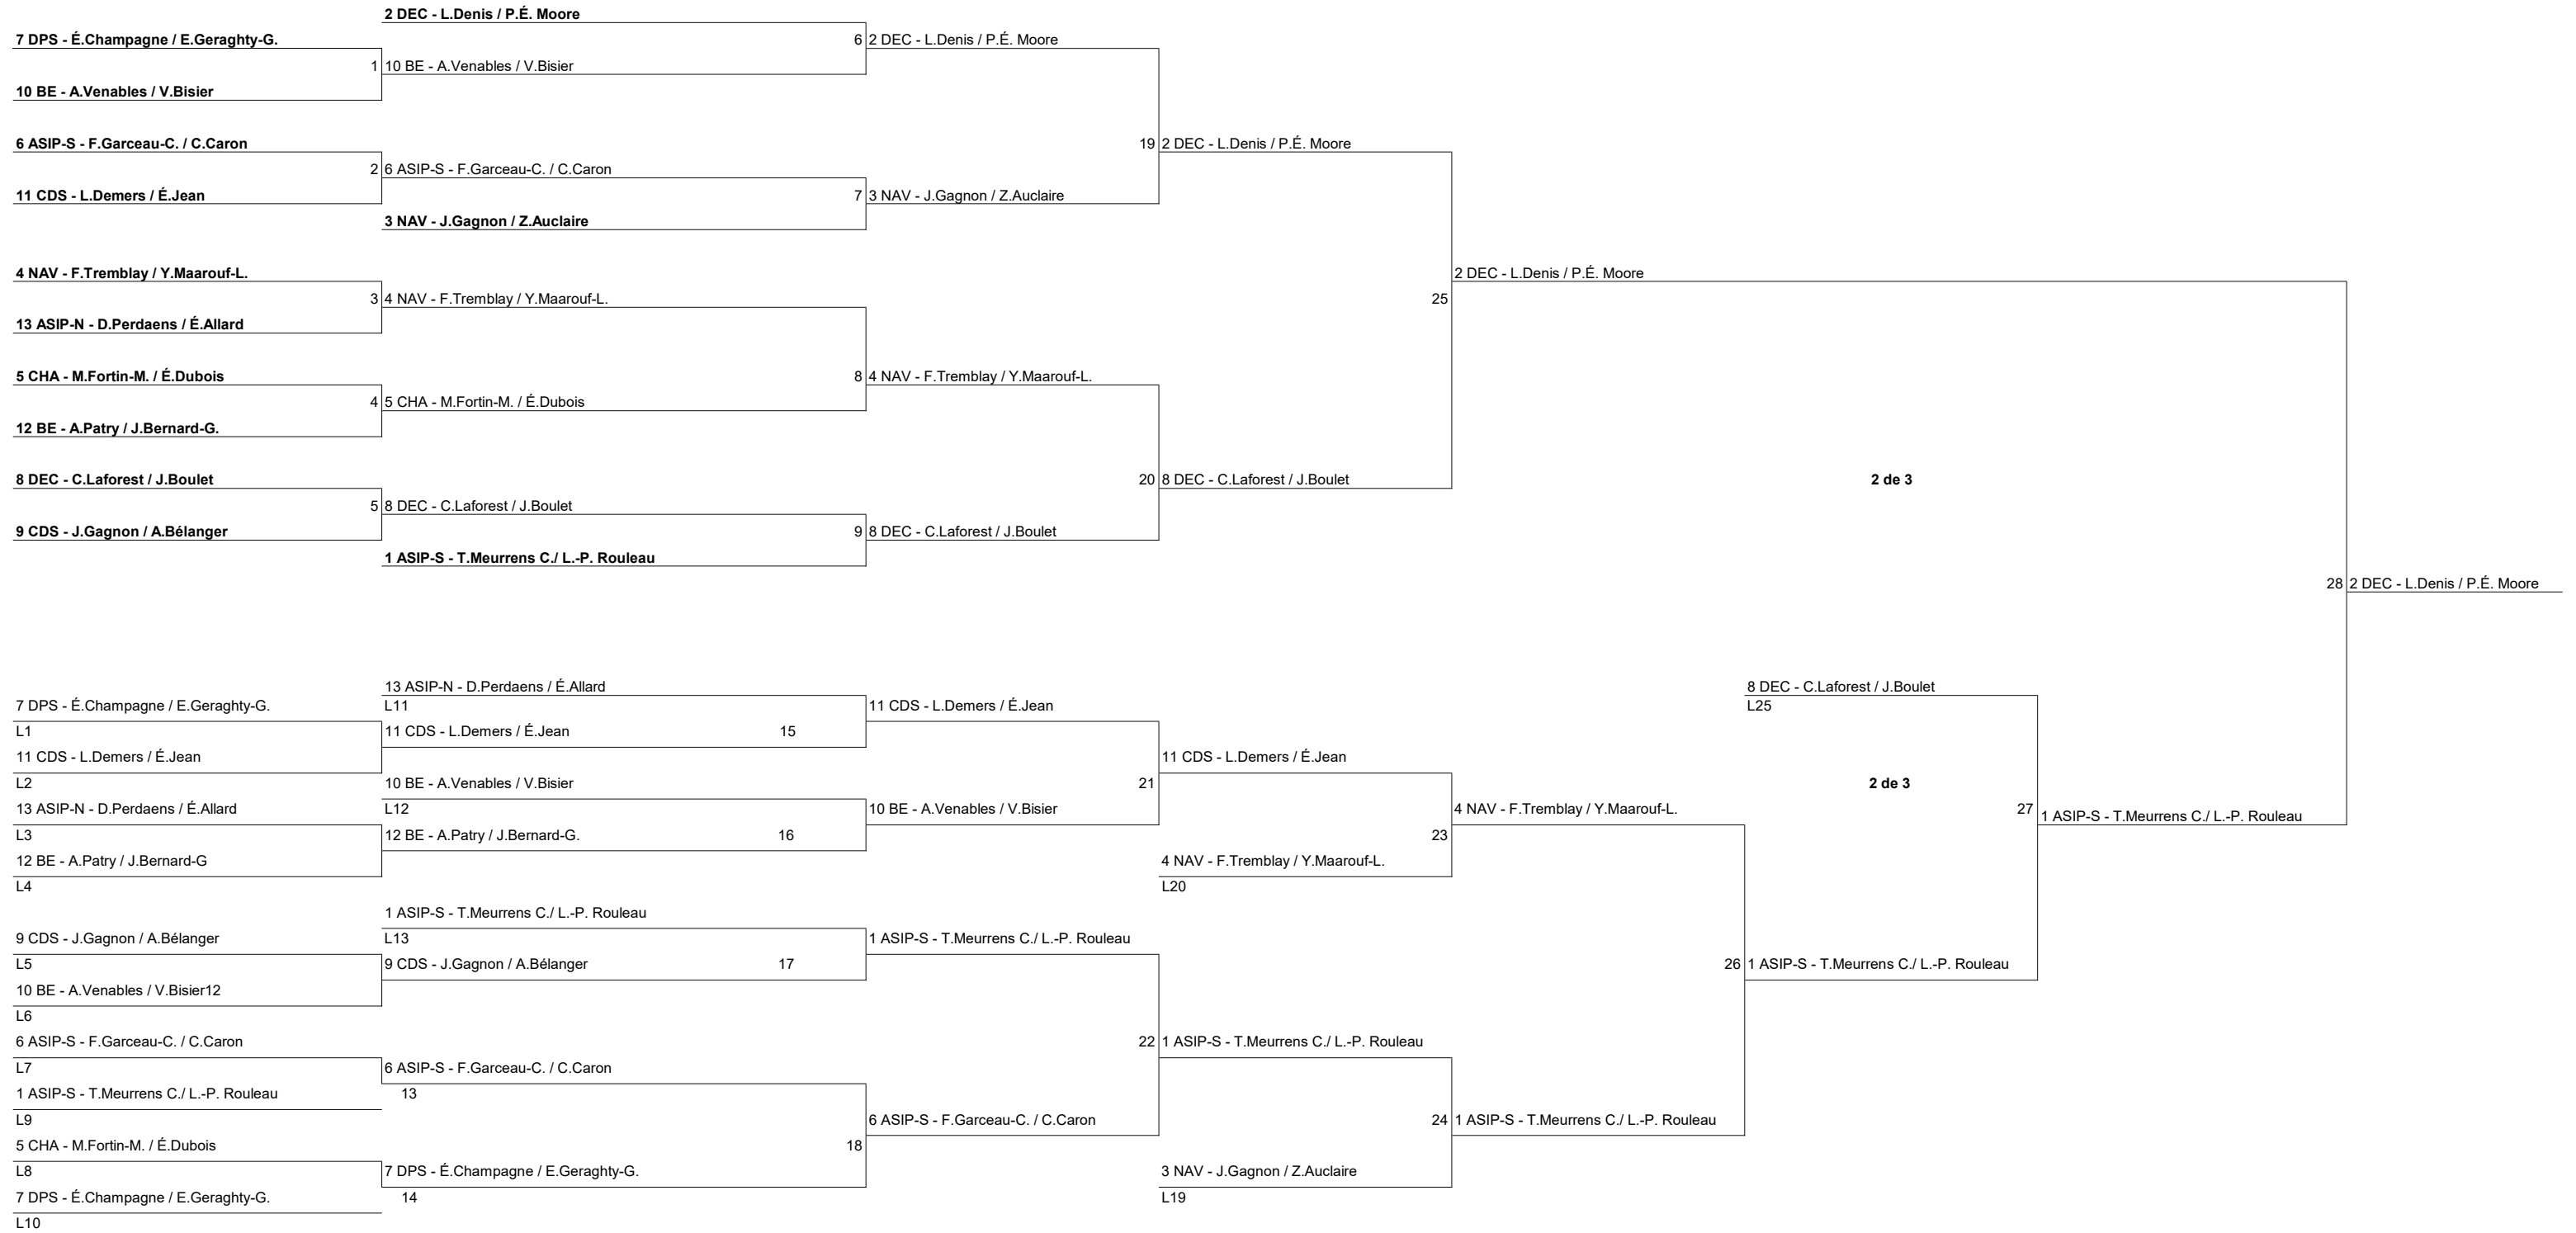 2 DEC - L.Denis / P.É. Moore
7 DPS - É.Champagne / E.Geraghty-G.
6 2 DEC - L.Denis / P.É. Moore
1 10 BE - A.Venables / V.Bisier
10 BE - A.Venables / V.Bisier
6 ASIP-S - F.Garceau-C. / C.Caron
19 2 DEC - L.Denis / P.É. Moore
2 6 ASIP-S - F.Garceau-C. / C.Caron
11 CDS - L.Demers / É.Jean
7 3 NAV - J.Gagnon / Z.Auclaire
3 NAV - J.Gagnon / Z.Auclaire
4 NAV - F.Tremblay / Y.Maarouf-L.
2 DEC - L.Denis / P.É. Moore
3 4 NAV - F.Tremblay / Y.Maarouf-L.
25
13 ASIP-N - D.Perdaens / É.Allard
5 CHA - M.Fortin-M. / É.Dubois
8 4 NAV - F.Tremblay / Y.Maarouf-L.
4 5 CHA - M.Fortin-M. / É.Dubois
12 BE - A.Patry / J.Bernard-G.
8 DEC - C.Laforest / J.Boulet
20 8 DEC - C.Laforest / J.Boulet
2 de 3
5 8 DEC - C.Laforest / J.Boulet
9 CDS - J.Gagnon / A.Bélanger
9 8 DEC - C.Laforest / J.Boulet
1 ASIP-S - T.Meurrens C./ L.-P. Rouleau
28 2 DEC - L.Denis / P.É. Moore
13 ASIP-N - D.Perdaens / É.Allard
8 DEC - C.Laforest / J.Boulet
7 DPS - É.Champagne / E.Geraghty-G.
L11
11 CDS - L.Demers / É.Jean
L25
L1
11 CDS - L.Demers / É.Jean
15
11 CDS - L.Demers / É.Jean
11 CDS - L.Demers / É.Jean
L2
10 BE - A.Venables / V.Bisier
21
2 de 3
13 ASIP-N - D.Perdaens / É.Allard
L12
10 BE - A.Venables / V.Bisier
4 NAV - F.Tremblay / Y.Maarouf-L.
27 1 ASIP-S - T.Meurrens C./ L.-P. Rouleau
L3
12 BE - A.Patry / J.Bernard-G.
16
23
12 BE - A.Patry / J.Bernard-G
4 NAV - F.Tremblay / Y.Maarouf-L.
L4
L20
1 ASIP-S - T.Meurrens C./ L.-P. Rouleau
9 CDS - J.Gagnon / A.Bélanger
L13
1 ASIP-S - T.Meurrens C./ L.-P. Rouleau
L5
9 CDS - J.Gagnon / A.Bélanger
17
26 1 ASIP-S - T.Meurrens C./ L.-P. Rouleau
10 BE - A.Venables / V.Bisier12
L6
6 ASIP-S - F.Garceau-C. / C.Caron
22 1 ASIP-S - T.Meurrens C./ L.-P. Rouleau
L7
6 ASIP-S - F.Garceau-C. / C.Caron
1 ASIP-S - T.Meurrens C./ L.-P. Rouleau
13
L9
6 ASIP-S - F.Garceau-C. / C.Caron
24 1 ASIP-S - T.Meurrens C./ L.-P. Rouleau
5 CHA - M.Fortin-M. / É.Dubois
18
L8
7 DPS - É.Champagne / E.Geraghty-G.
3 NAV - J.Gagnon / Z.Auclaire
7 DPS - É.Champagne / E.Geraghty-G.
14
L19
L10